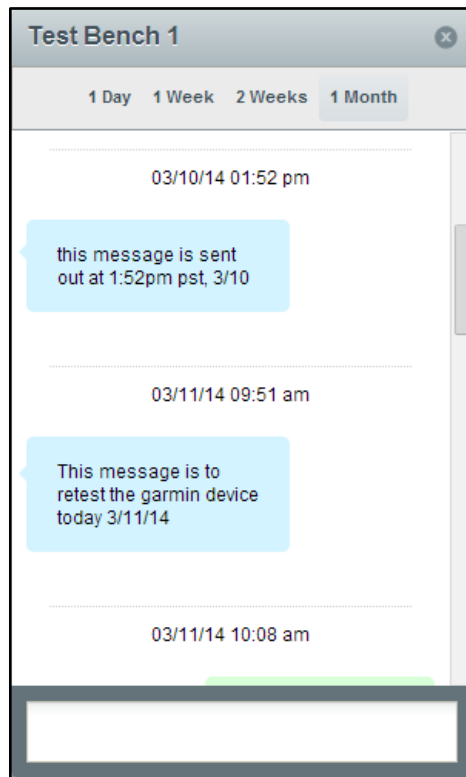 Test Bench 1
1 Day 1 Week 2 Weeks 1 Month
03/10/14 01:52 pm
this message is sent
out at 1:52pm pst, 3/10
03/11/14 09:51 am
This message is to
retest the garmin device
today 3/11/14
03/11/14 10:08 am